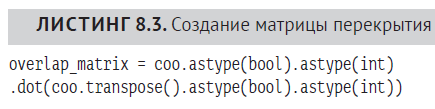 ЛИСТИНГ 8.3. Создание матрицы перекрытия
overlap_matrix = coo.astype(bool).astype(int)
.dot(coo.transpose().astype(bool).astype(int))